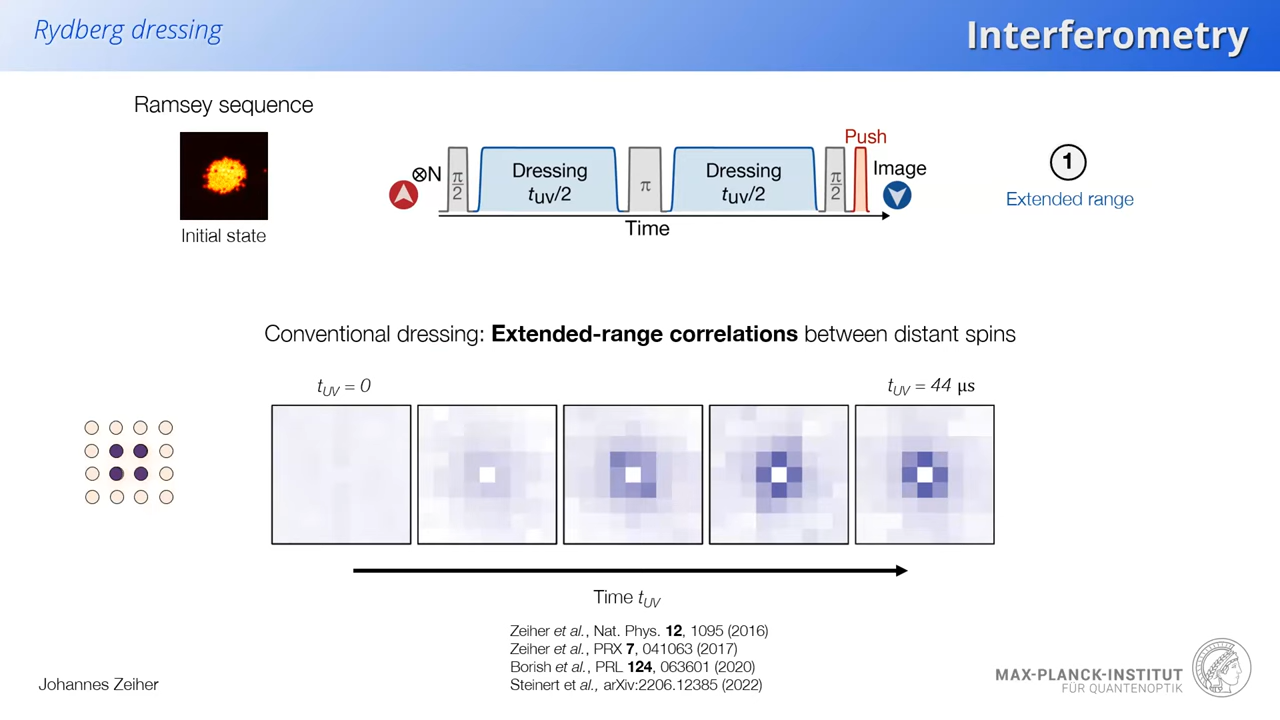 Rydberg dressing
Interferometry
Ramsey sequence
Initial state
⊗N
π/2
Dressing
t_UV/2
π
Dressing
t_UV/2
π/2
Push
Image
Time
1
Extended range
Conventional dressing: Extended-range correlations between distant spins
t_UV = 0
t_UV = 44 µs
Time t_UV
Zeiher et al., Nat. Phys. 12, 1095 (2016)
Zeiher et al., PRX 7, 041063 (2017)
Borish et al., PRL 124, 063601 (2020)
Steinert et al., arXiv:2206.12385 (2022)
Johannes Zeiher
MAX-PLANCK-INSTITUT
FÜR QUANTENOPTIK